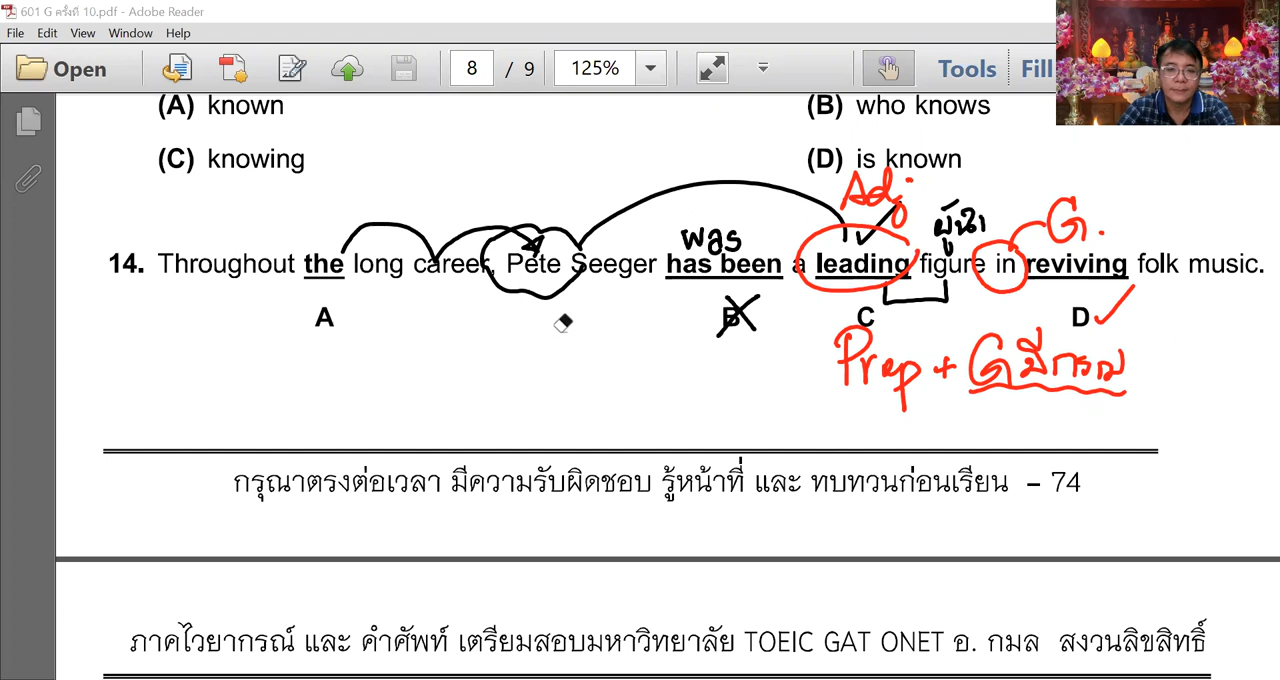 601 G ครั้งที่ 10.pdf - Adobe Reader
File Edit View Window Help
Open 8 / 9 125% Tools Fill
(A) known (B) who knows
(C) knowing (D) is known
Adj
ผู้นำ G.
พหธ
14. Throughout the long career, Pete Seeger has been a leading figure in reviving folk music.
A B C D
Prep + G มีกรรม
กรุณาตรงต่อเวลา มีความรับผิดชอบ รู้หน้าที่ และ ทบทวนก่อนเรียน – 74
ภาคไวยากรณ์ และ คำศัพท์ เตรียมสอบมหาวิทยาลัย TOEIC GAT ONET อ. กมล สงวนลิขสิทธิ์